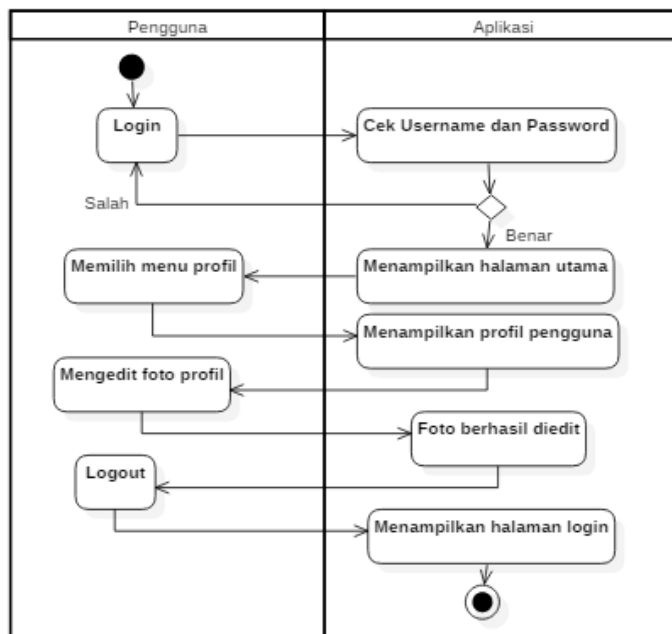 Pengguna
Aplikasi
Login
Cek Username dan Password
Salah
Benar
Memilih menu profil
Menampilkan halaman utama
Menampilkan profil pengguna
Mengedit foto profil
Foto berhasil diedit
Logout
Menampilkan halaman login